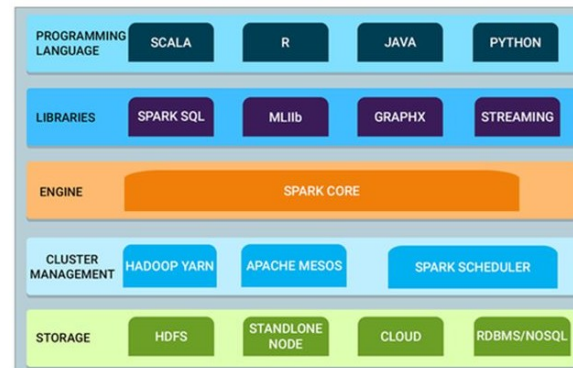 PROGRAMMING
LANGUAGE
SCALA
R
JAVA
PYTHON
LIBRARIES
SPARK SQL
MLIIb
GRAPHX
STREAMING
ENGINE
SPARK CORE
CLUSTER
MANAGEMENT
HADOOP YARN
APACHE MESOS
SPARK SCHEDULER
STORAGE
HDFS
STANDLONE
NODE
CLOUD
RDBMS/NOSQL